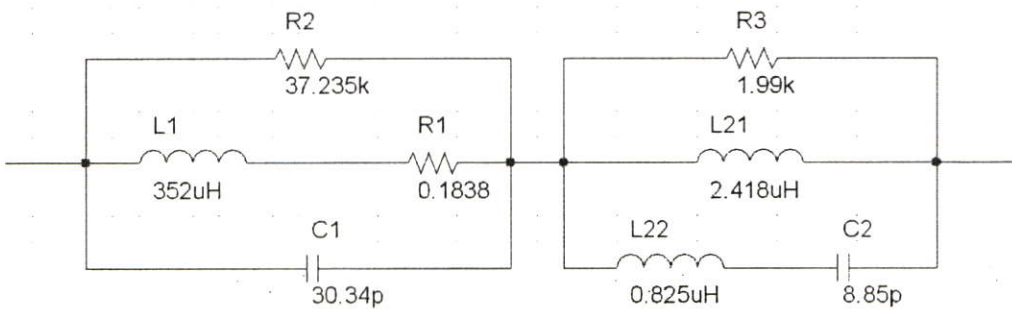 R2
37.235k
L1
R1
352uH
0.1838
C1
30.34p
R3
1.99k
L21
2.418uH
L22
C2
0.825uH
8.85p